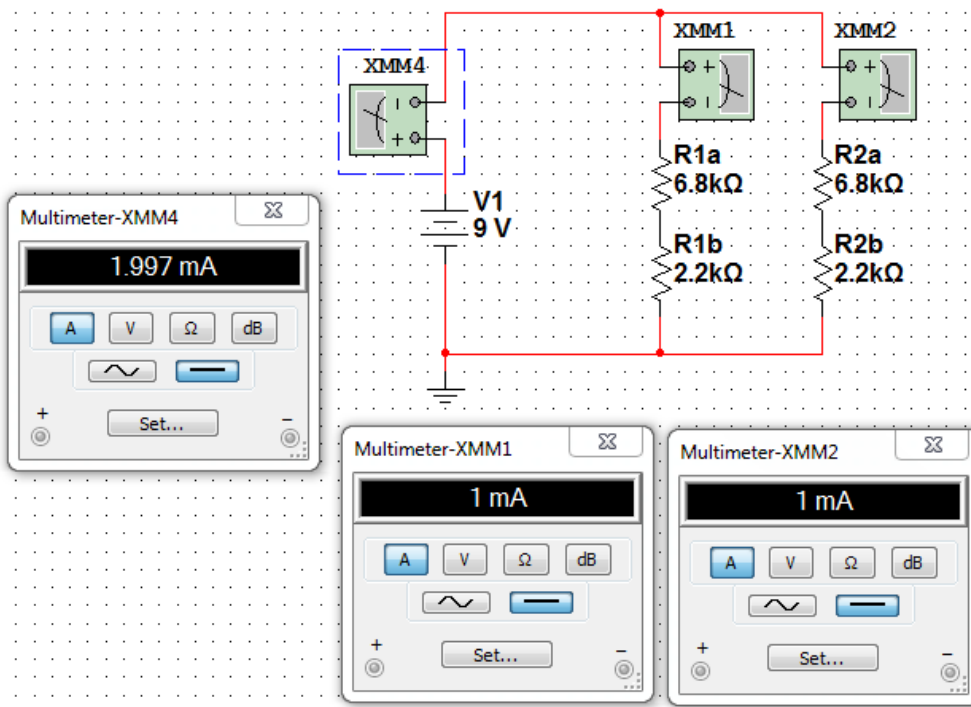 XMM4
XMM1
XMM2
R1a
6.8kΩ
R2a
6.8kΩ
V1
9 V
R1b
2.2kΩ
R2b
2.2kΩ
Multimeter-XMM4
1.997 mA
A V Ω dB
+ Set... −
Multimeter-XMM1
1 mA
A V Ω dB
+ Set... −
Multimeter-XMM2
1 mA
A V Ω dB
+ Set... −